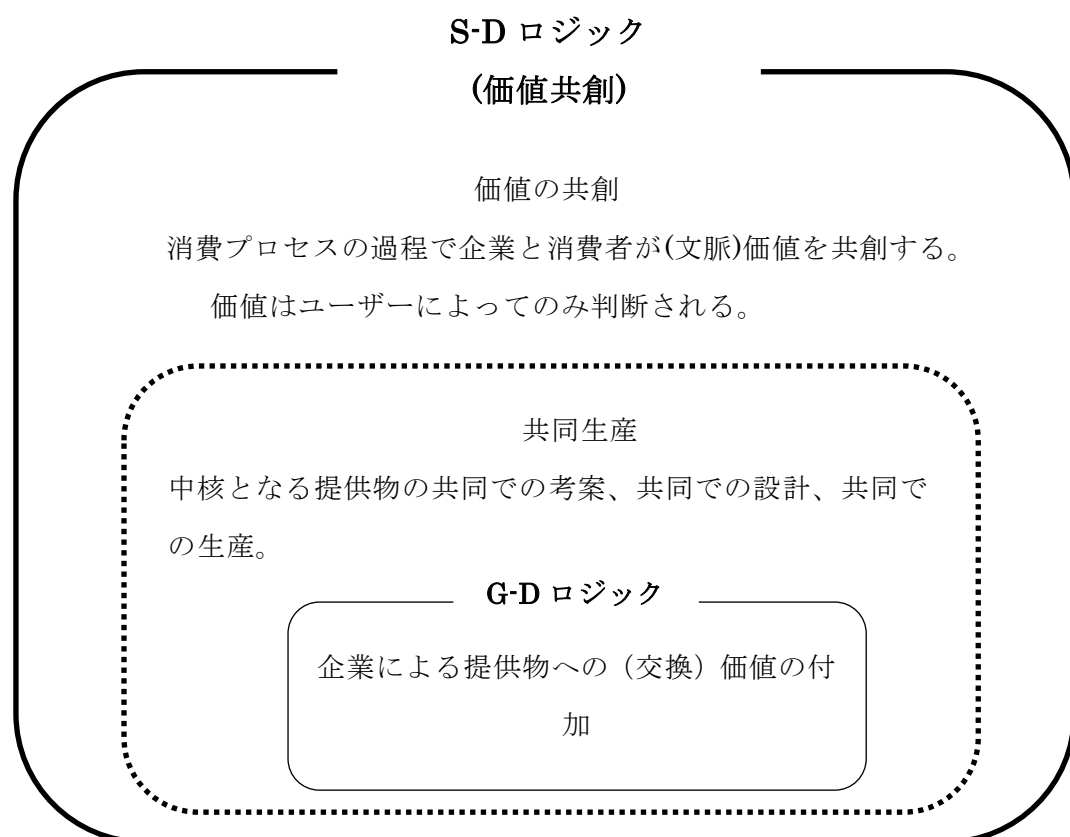 S-D ロジック
(価値共創)
価値の共創
消費プロセスの過程で企業と消費者が(文脈)価値を共創する。
価値はユーザーによってのみ判断される。
共同生産
中核となる提供物の共同での考案、共同での設計、共同で
の生産。
G-D ロジック
企業による提供物への（交換）価値の付
加